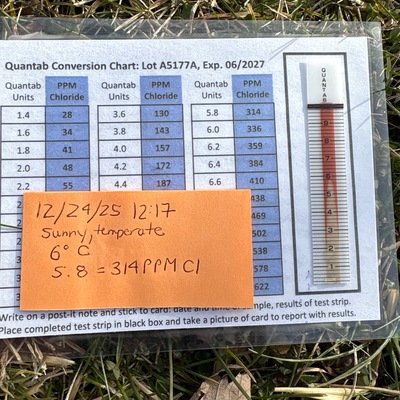 Quantab Conversion Chart: Lot A5177A, Exp. 06/2027
Quantab Units PPM Chloride PPM Chloride Quantab Units PPM Chloride
1.4 28 3.6 130 5.8 314
1.6 34 3.8 143 6.0 336
1.8 41 4.0 157 6.2 359
2.0 48 4.2 172 6.4 384
2.2 55 4.4 187 6.6 410
438
469
502
538
578
622
12/24/25 12:17
Sunny, temperate
6° C
5.8 = 314 PPM Cl
Write on a post-it note and stick to card: date and time of sample, results of test strip.
Place completed test strip in black box and take a picture of card to report with results.
QUANTAB
9
8
7
6
5
4
3
2
1